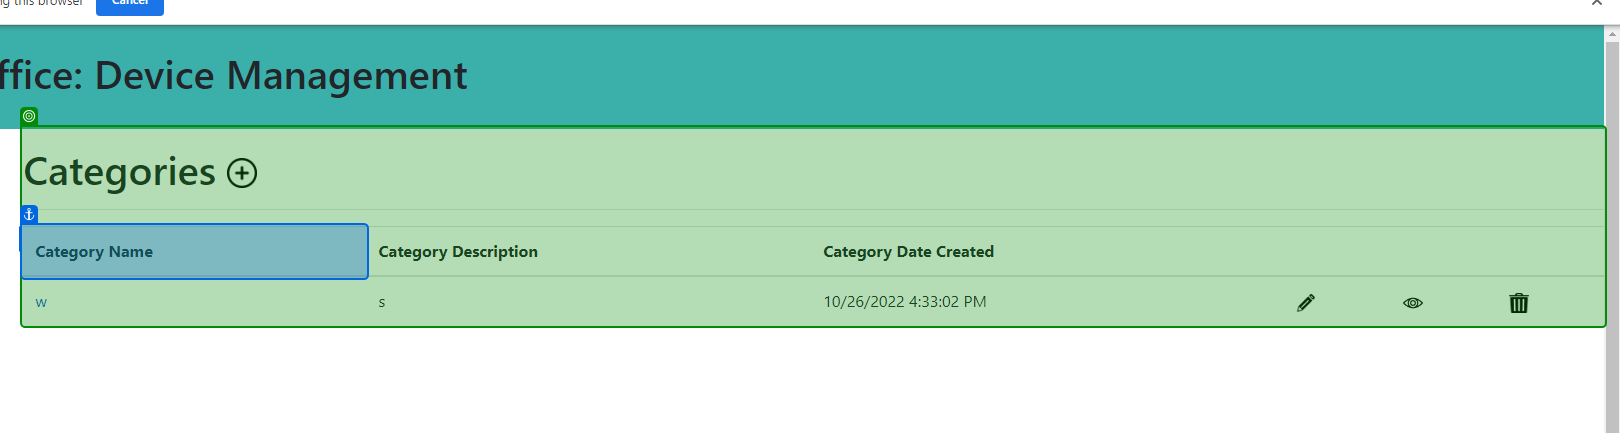 ng this browser Cancel
ffice: Device Management
Categories
Category Name Category Description Category Date Created
w s 10/26/2022 4:33:02 PM